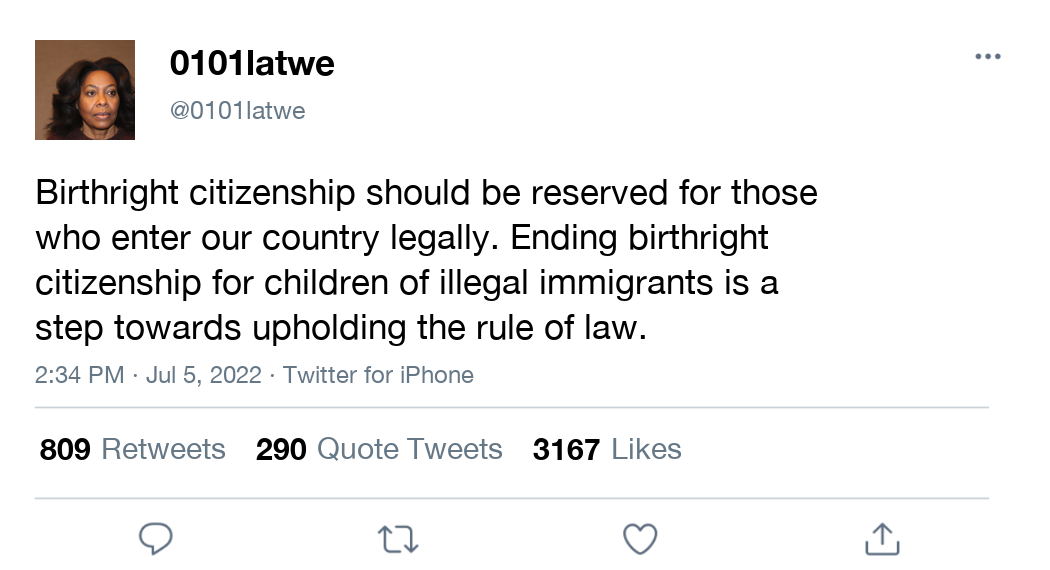 0101latwe
@0101latwe
Birthright citizenship should be reserved for those
who enter our country legally. Ending birthright
citizenship for children of illegal immigrants is a
step towards upholding the rule of law.
2:34 PM · Jul 5, 2022 · Twitter for iPhone
809 Retweets 290 Quote Tweets 3167 Likes